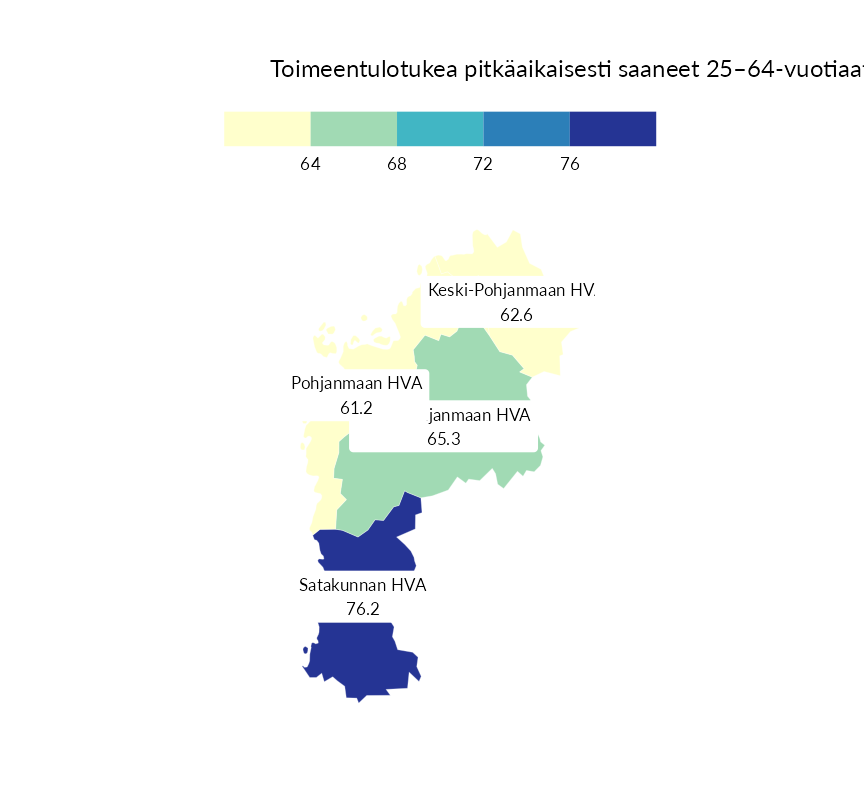 Toimeentulotukea pitkäaikaisesti saaneet 25–64-vuotiaat
64 68 72 76
Keski-Pohjanmaan HV
62.6
Pohjanmaan HVA
61.2
janmaan HVA
65.3
Satakunnan HVA
76.2